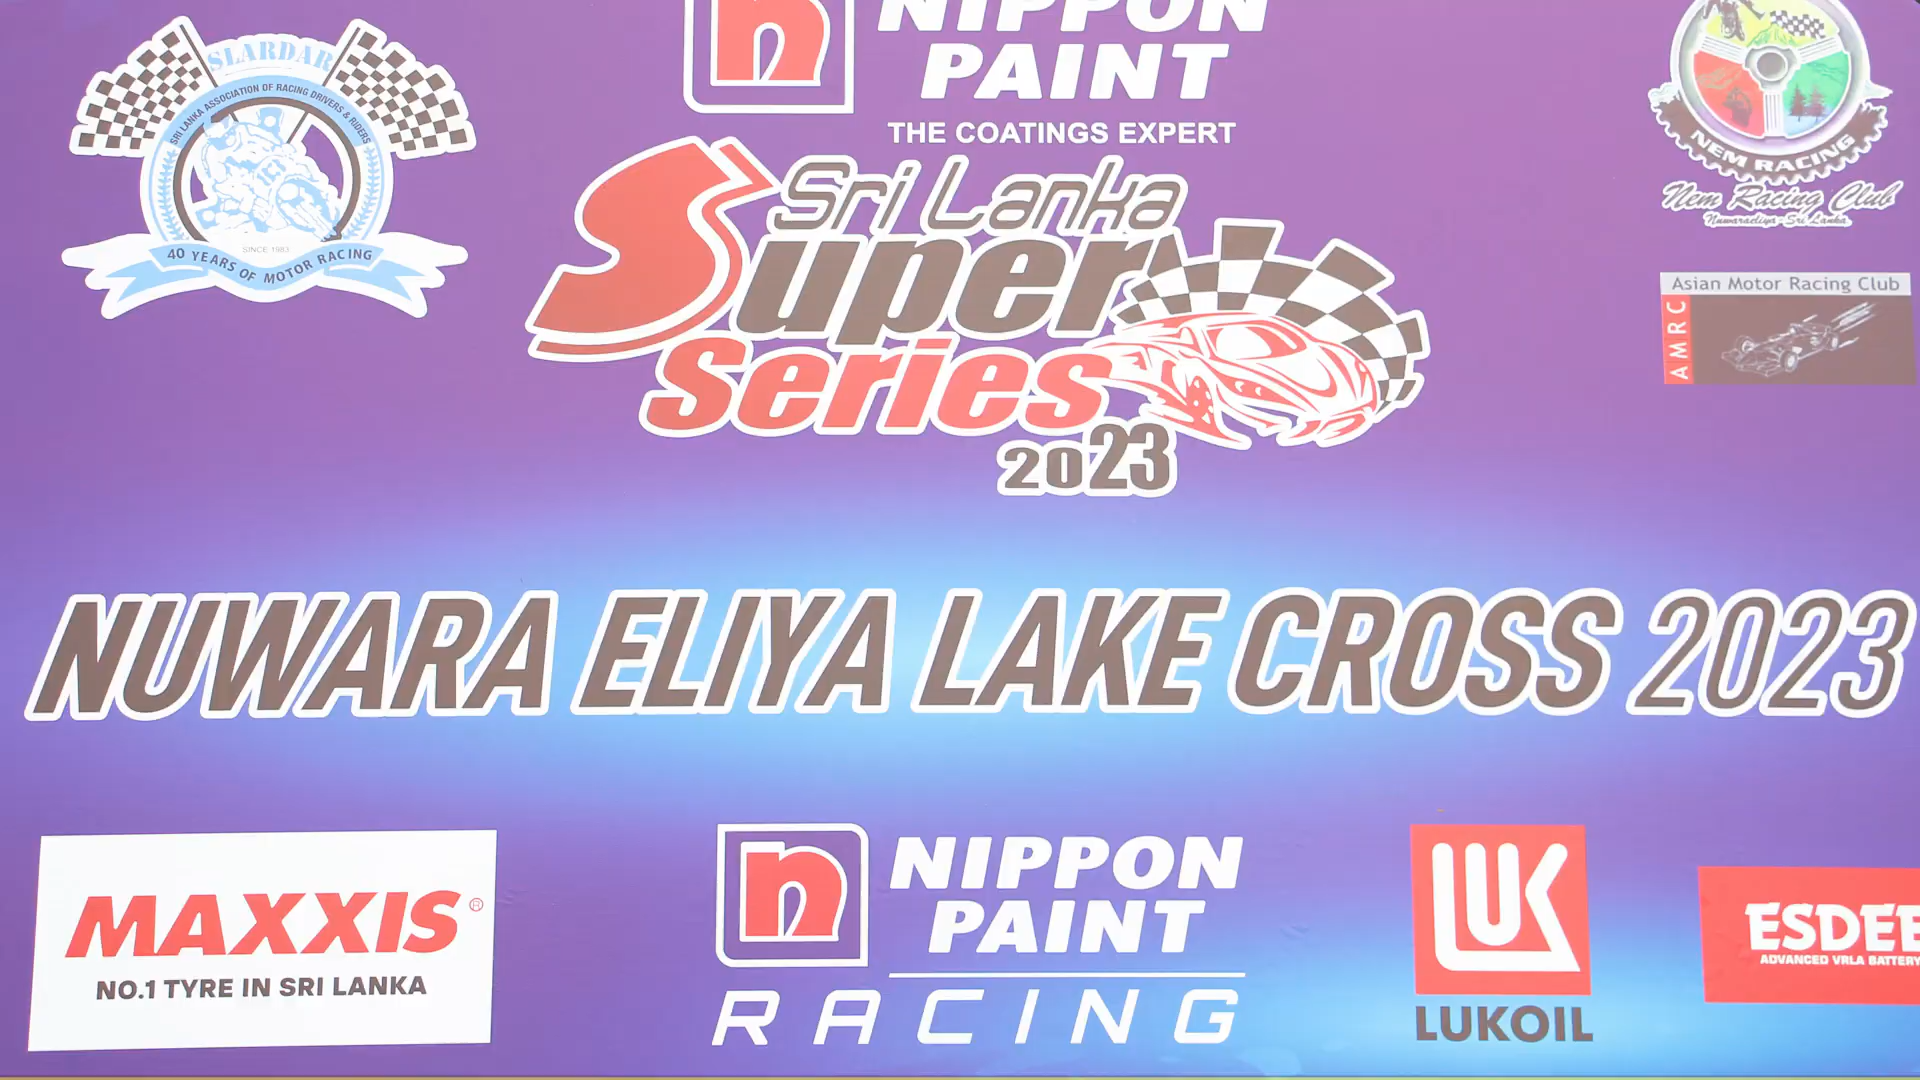 SLARDAR
SRI LANKA ASSOCIATION OF RACING DRIVERS & RIDERS
SINCE 1983
40 YEARS OF MOTOR RACING
n
NIPPON
PAINT
THE COATINGS EXPERT
Sri Lanka
Super
Series
2023
NEM RACING
Nem Racing Club
Nuwaraeliya - Sri Lanka
Asian Motor Racing Club
AMRC
NUWARA ELIYA LAKE CROSS 2023
MAXXIS®
NO.1 TYRE IN SRI LANKA
n
NIPPON
PAINT
RACING
LUK
LUKOIL
ESDEE
ADVANCED VRLA BATTERY